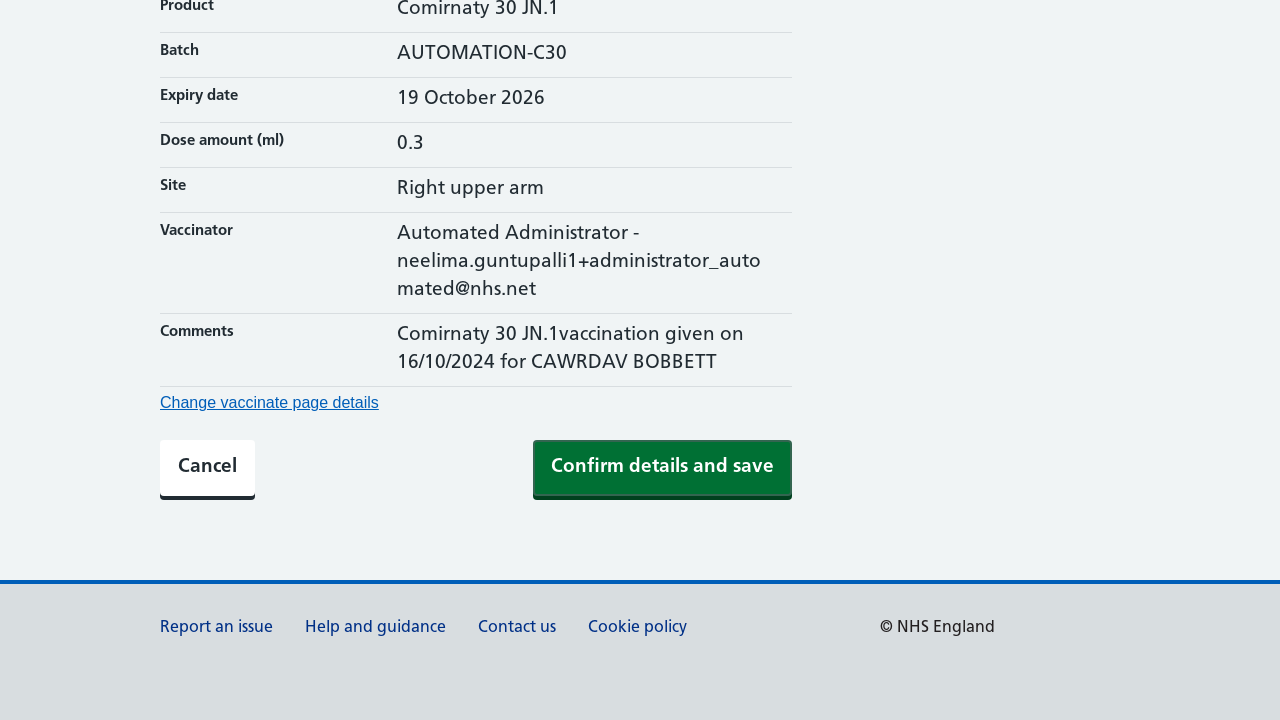 Product Comirnaty 30 JN.1
Batch AUTOMATION-C30
Expiry date 19 October 2026
Dose amount (ml) 0.3
Site Right upper arm
Vaccinator Automated Administrator -
neelima.guntupalli1+administrator_auto
mated@nhs.net
Comments Comirnaty 30 JN.1vaccination given on
16/10/2024 for CAWRDAV BOBBETT
Change vaccinate page details
Cancel Confirm details and save
Report an issue Help and guidance Contact us Cookie policy © NHS England